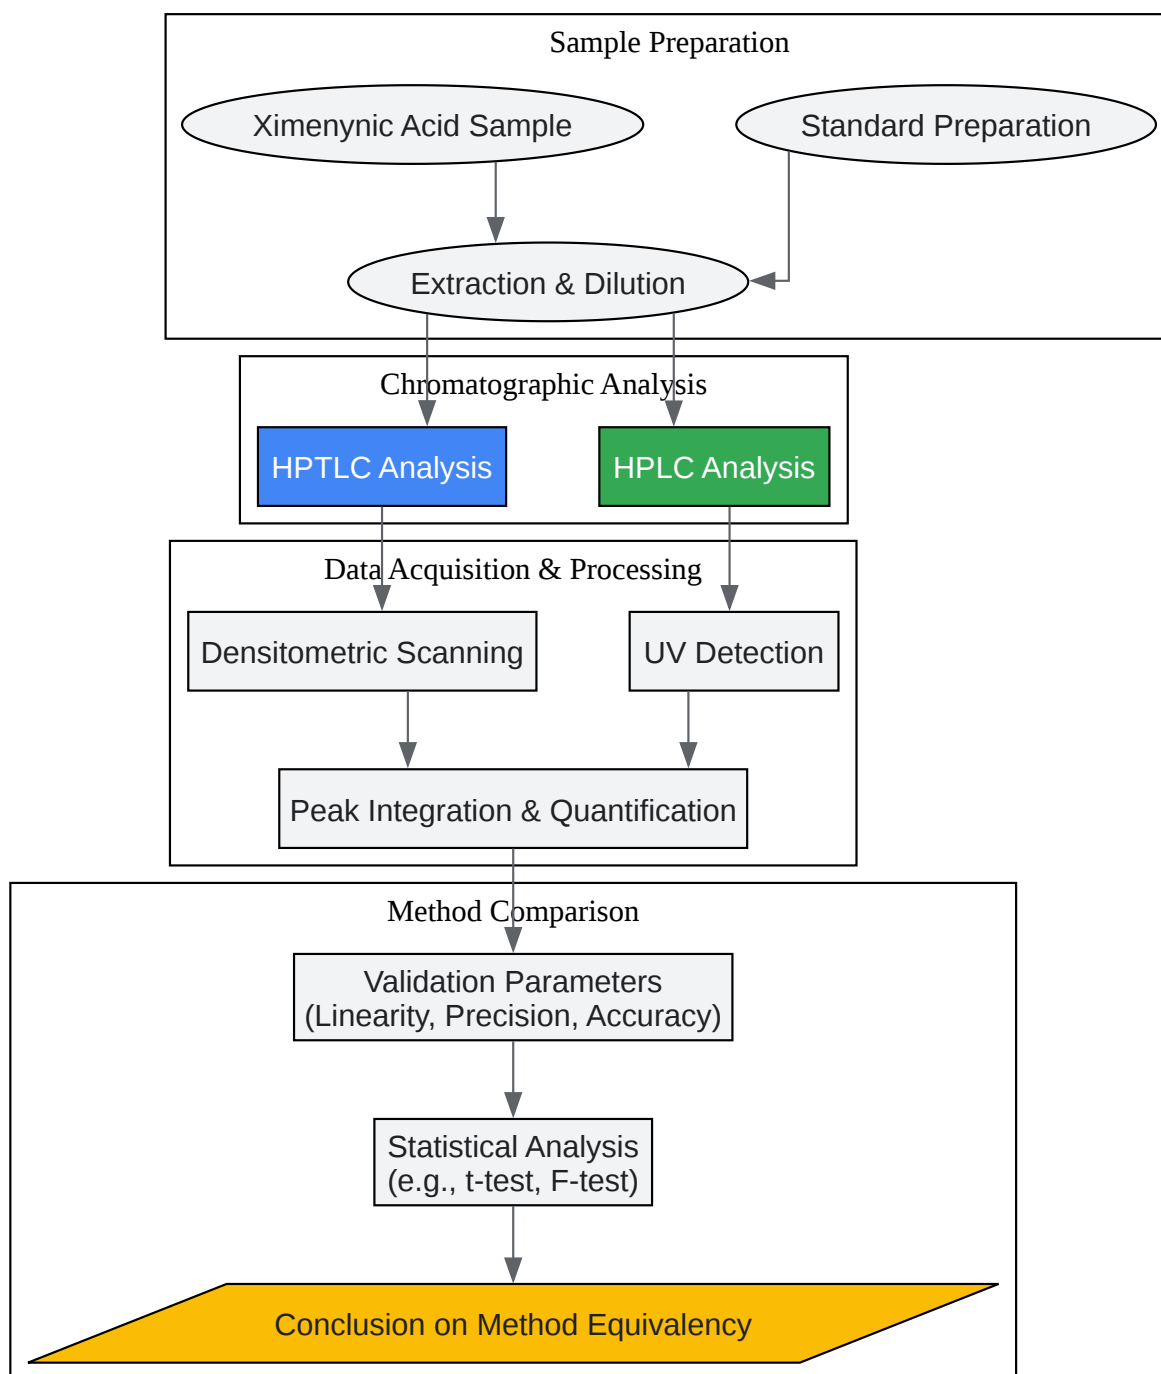 Sample Preparation
Ximenynic Acid Sample
Standard Preparation
Extraction & Dilution
Chromatographic Analysis
HPTLC Analysis
HPLC Analysis
Data Acquisition & Processing
Densitometric Scanning
UV Detection
Peak Integration & Quantification
Method Comparison
Validation Parameters
(Linearity, Precision, Accuracy)
Statistical Analysis
(e.g., t-test, F-test)
Conclusion on Method Equivalency